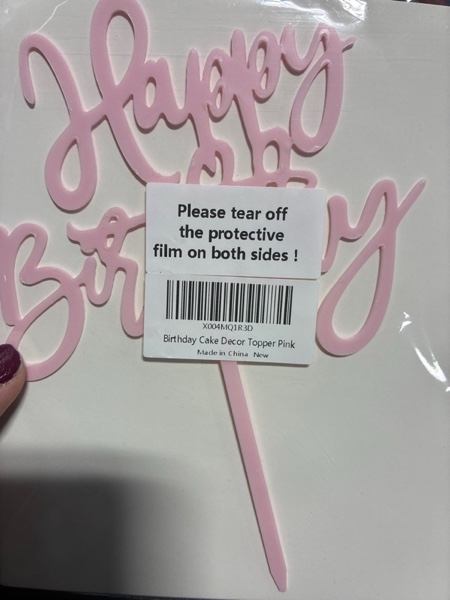 Happy
Birthday
Please tear off
the protective
film on both sides !
X004MQ1R3D
Birthday Cake Decor Topper Pink
Made in China New